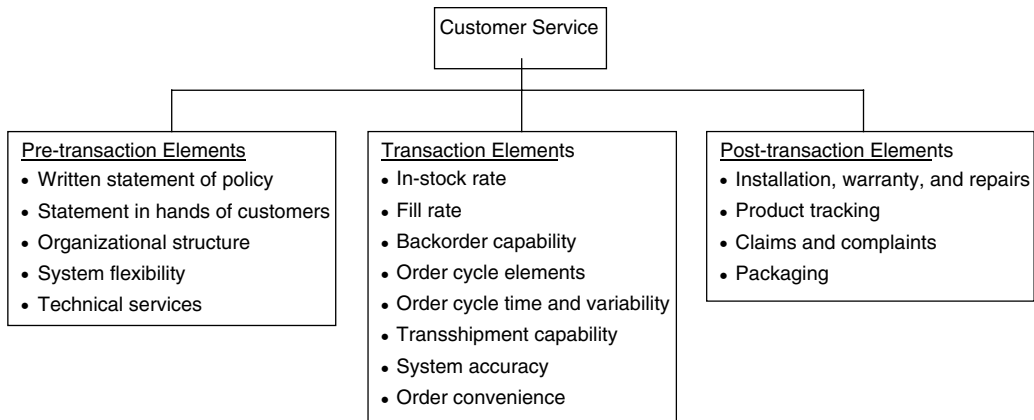 Customer Service
Pre-transaction Elements
• Written statement of policy
• Statement in hands of customers
• Organizational structure
• System flexibility
• Technical services
Transaction Elements
• In-stock rate
• Fill rate
• Backorder capability
• Order cycle elements
• Order cycle time and variability
• Transshipment capability
• System accuracy
• Order convenience
Post-transaction Elements
• Installation, warranty, and repairs
• Product tracking
• Claims and complaints
• Packaging